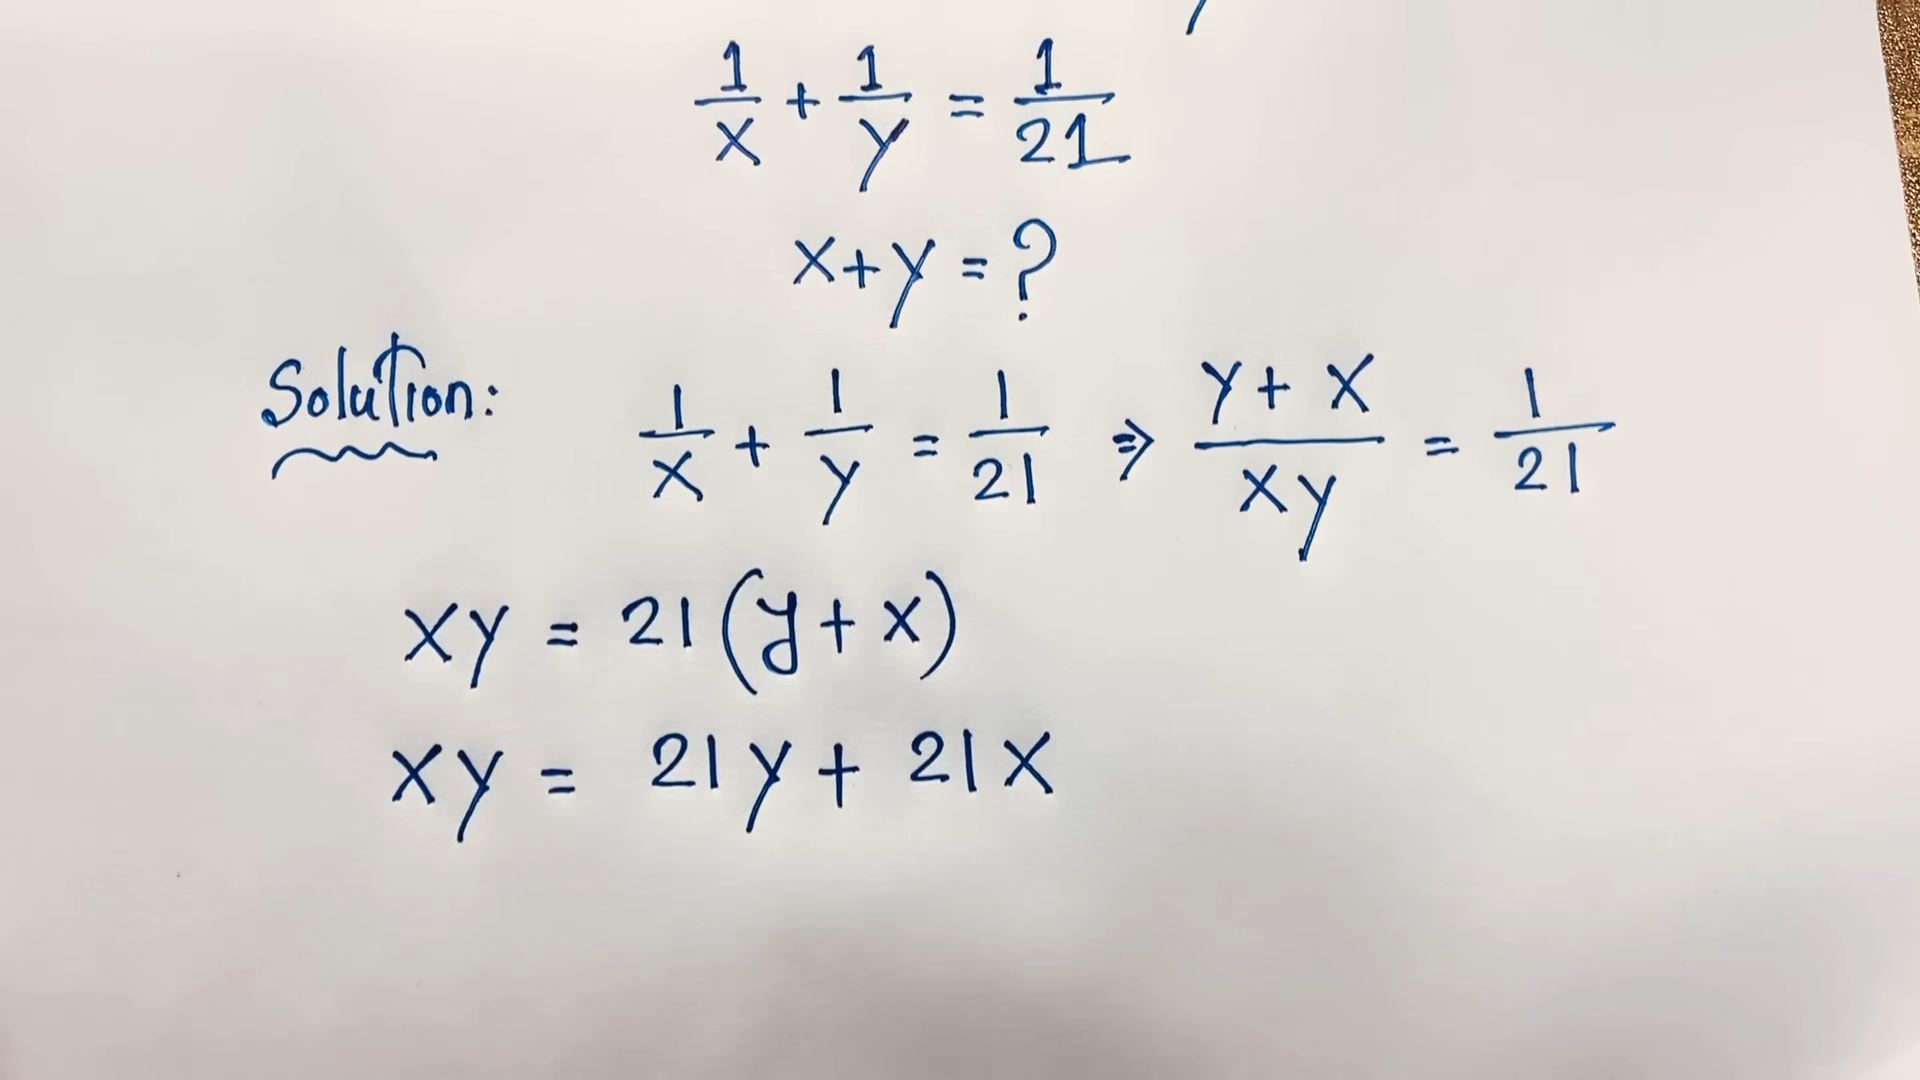 1/x + 1/y = 1/21
x+y = ?
Solution: 1/x + 1/y = 1/21 ⇒ y + x/xy = 1/21
xy = 21(y + x)
xy = 21y + 21x